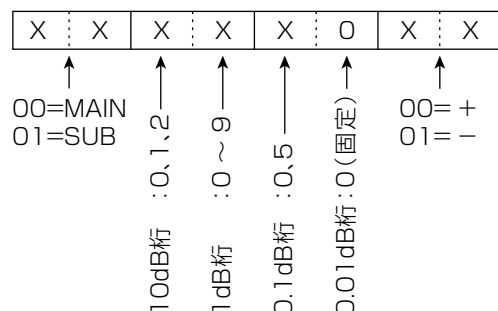 X X X X X 0 X X
00=MAIN
01=SUB
10dB桁 :0、1、2
1dB桁 :0～9
0.1dB桁 :0、5
0.01dB桁:0(固定)
00=＋
01=－